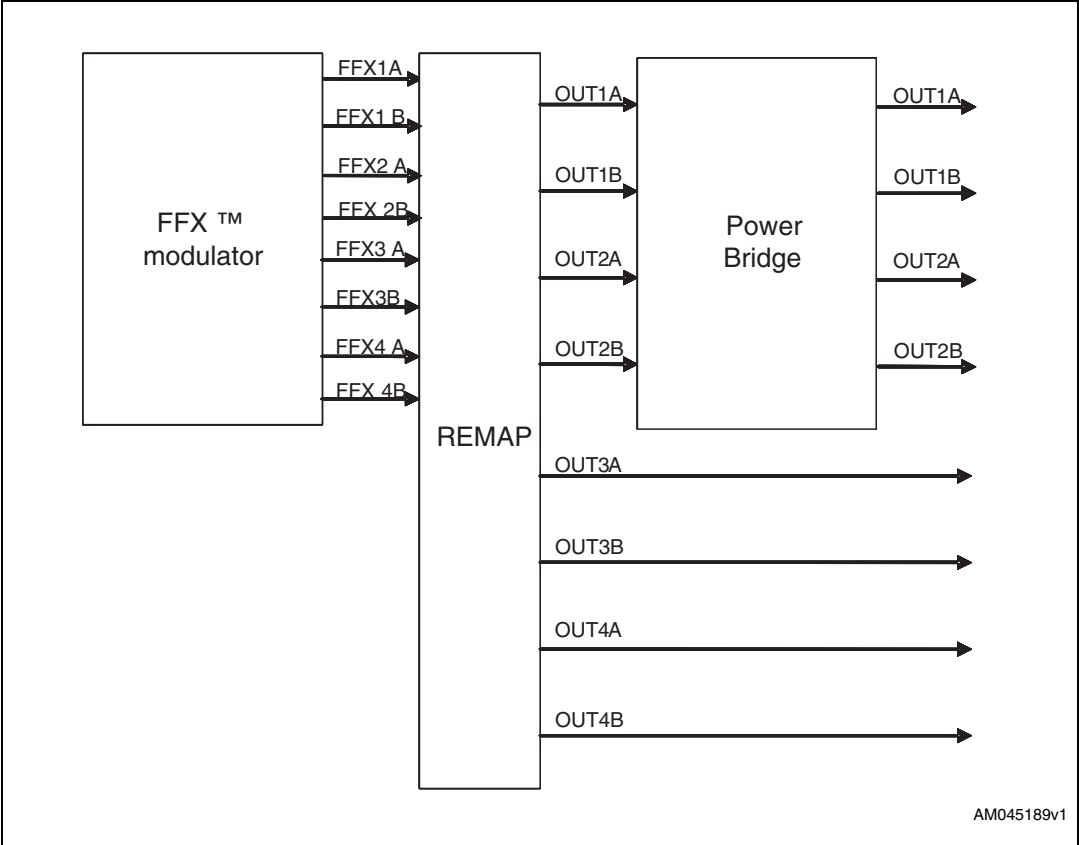 FFX1A
FFX1 B
FFX2 A
FFX 2B
FFX3 A
FFX3B
FFX4 A
FFX 4B
FFX ™
modulator
REMAP
OUT1A
OUT1B
OUT2A
OUT2B
OUT3A
OUT3B
OUT4A
OUT4B
Power
Bridge
OUT1A
OUT1B
OUT2A
OUT2B
AM045189v1